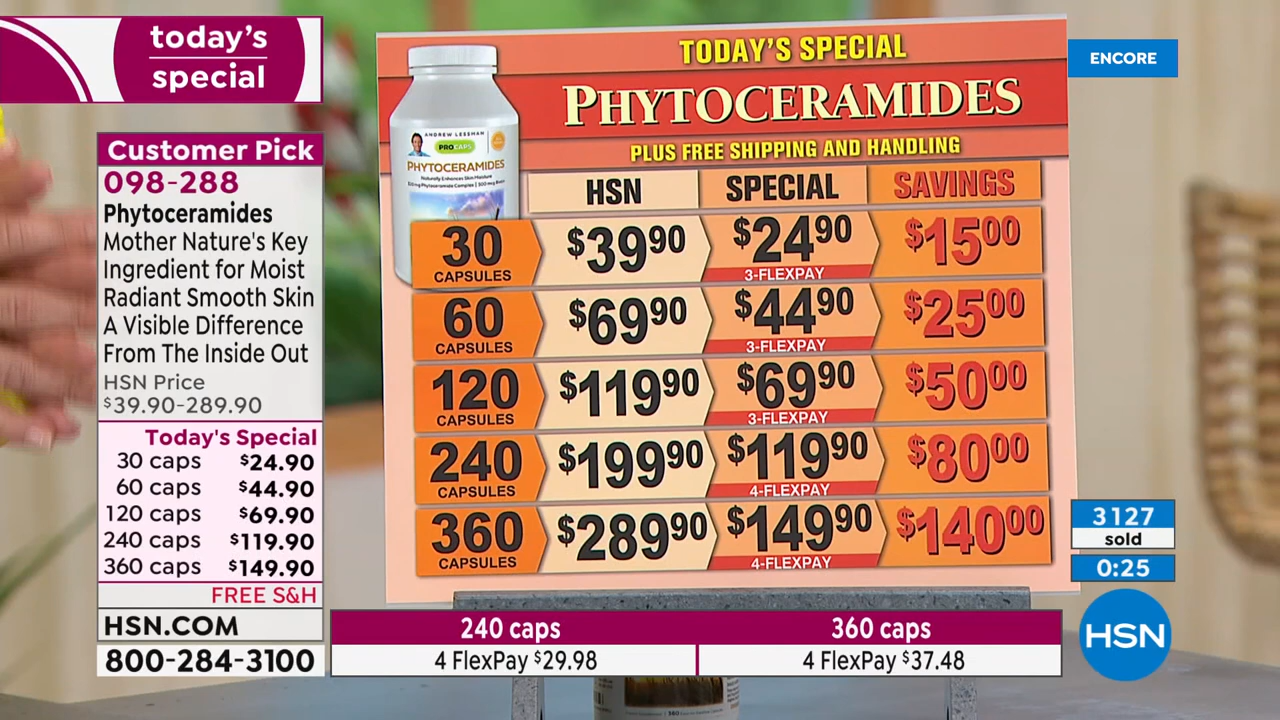 today's
special
Customer Pick
098-288
Phytoceramides
Mother Nature's Key
Ingredient for Moist
Radiant Smooth Skin
A Visible Difference
From The Inside Out
HSN Price
$39.90-289.90
Today's Special
30 caps $24.90
60 caps $44.90
120 caps $69.90
240 caps $119.90
360 caps $149.90
FREE S&H
HSN.COM
800-284-3100
TODAY'S SPECIAL
PHYTOCERAMIDES
PLUS FREE SHIPPING AND HANDLING
ANDREW LESSMAN
PROCAPS
PHYTOCERAMIDES
Naturally Enhances Skin Moisture
HSN SPECIAL SAVINGS
30 CAPSULES $39.90 $24.90 3-FLEXPAY $15.00
60 CAPSULES $69.90 $44.90 3-FLEXPAY $25.00
120 CAPSULES $119.90 $69.90 3-FLEXPAY $50.00
240 CAPSULES $199.90 $119.90 4-FLEXPAY $80.00
360 CAPSULES $289.90 $149.90 4-FLEXPAY $140.00
ENCORE
3127
sold
0:25
HSN
240 caps 360 caps
4 FlexPay $29.98 4 FlexPay $37.48